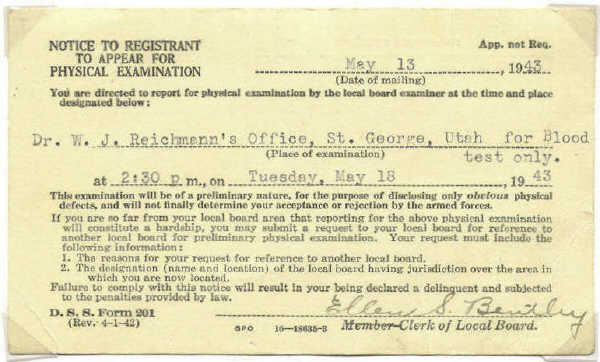 NOTICE TO REGISTRANT
TO APPEAR FOR
PHYSICAL EXAMINATION
App. not Req.
May 13, 1943
(Date of mailing)
You are directed to report for physical examination by the local board examiner at the time and place
designated below:
Dr. W. J. Reichmann's Office, St. George, Utah for Blood
(Place of examination)
test only.
at 2:30 p m., on Tuesday, May 18 1943
This examination will be of a preliminary nature, for the purpose of disclosing only obvious physical
defects, and will not finally determine your acceptance or rejection by the armed forces.
If you are so far from your local board area that reporting for the above physical examination
will constitute a hardship, you may submit a request to your local board for reference to
another local board for preliminary physical examination. Your request must include the
following information:
1. The reasons for your request for reference to another local board.
2. The designation (name and location) of the local board having jurisdiction over the area in
which you are now located.
Failure to comply with this notice will result in your being declared a delinquent and subjected
to the penalties provided by law.
Ellen S. Bentley
D. S. S. Form 201
(Rev. 4-1-42)
GPO 16—18635-3
Member-Clerk of Local Board.